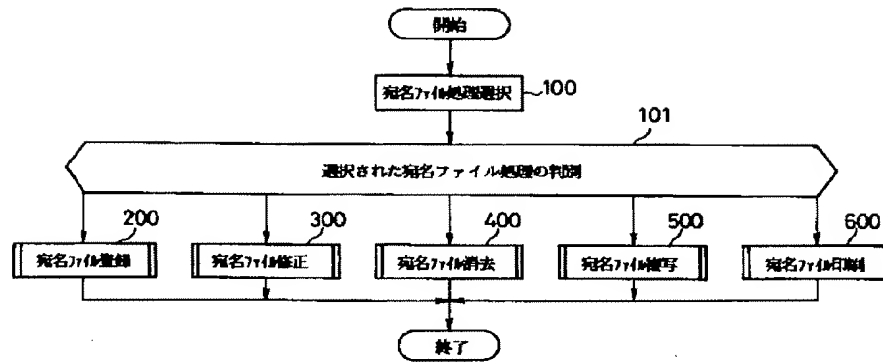 開始
宛名ファイル処理選択
100
101
選択された宛名ファイル処理の判別
200
300
400
500
600
宛名ファイル登録
宛名ファイル修正
宛名ファイル消去
宛名ファイル複写
宛名ファイル印刷
終了